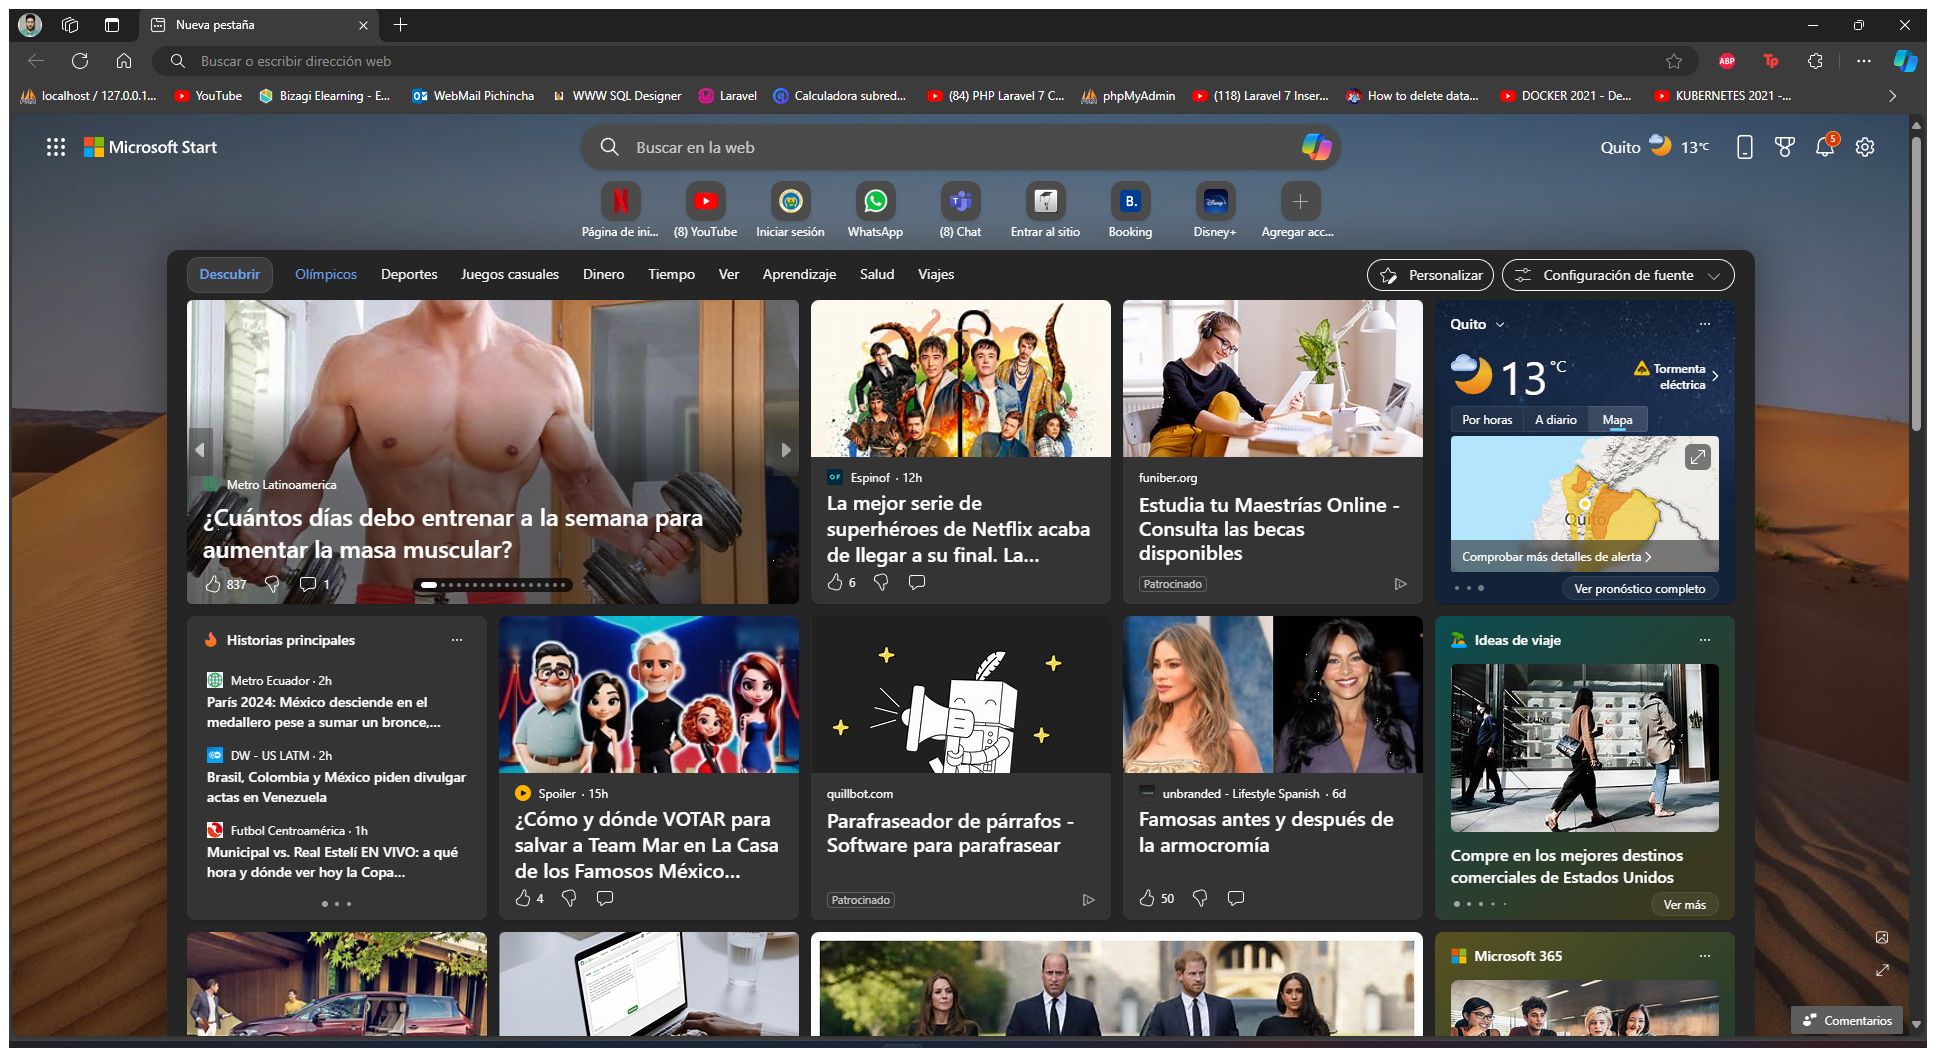 Nueva pestaña
Buscar o escribir dirección web
ABP
Tp
localhost / 127.0.0.1...
YouTube
Bizagi Elearning - E...
WebMail Pichincha
WWW SQL Designer
Laravel
Calculadora subred...
(84) PHP Laravel 7 C...
phpMyAdmin
(118) Laravel 7 Inser...
How to delete data...
DOCKER 2021 - De...
KUBERNETES 2021 -...
Microsoft Start
Buscar en la web
Quito
13°C
5
Página de ini...
(8) YouTube
Iniciar sesión
WhatsApp
(8) Chat
Entrar al sitio
B.
Booking
Disney+
Agregar acc...
Descubrir
Olímpicos
Deportes
Juegos casuales
Dinero
Tiempo
Ver
Aprendizaje
Salud
Viajes
Personalizar
Configuración de fuente
Metro Latinoamerica
¿Cuántos días debo entrenar a la semana para
aumentar la masa muscular?
837
1
Espinof · 12h
La mejor serie de
superhéroes de Netflix acaba
de llegar a su final. La...
6
funiber.org
Estudia tu Maestrías Online -
Consulta las becas
disponibles
Patrocinado
Quito
13°C
Tormenta
eléctrica
Por horas
A diario
Mapa
Quito
Comprobar más detalles de alerta
Ver pronóstico completo
Historias principales
Metro Ecuador · 2h
París 2024: México desciende en el
medallero pese a sumar un bronce,...
DW - US LATM · 2h
Brasil, Colombia y México piden divulgar
actas en Venezuela
Futbol Centroamérica · 1h
Municipal vs. Real Estelí EN VIVO: a qué
hora y dónde ver hoy la Copa...
Spoiler · 15h
¿Cómo y dónde VOTAR para
salvar a Team Mar en La Casa
de los Famosos México...
4
quillbot.com
Parafraseador de párrafos -
Software para parafrasear
Patrocinado
unbranded - Lifestyle Spanish · 6d
Famosas antes y después de
la armocromía
50
Ideas de viaje
Compre en los mejores destinos
comerciales de Estados Unidos
Ver más
Microsoft 365
Comentarios